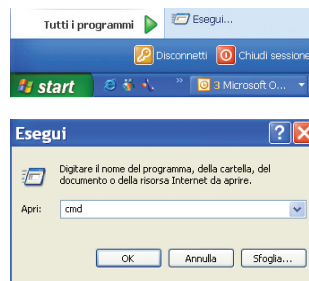 Tutti i programmi
Esegui...
Disconnetti
Chiudi sessione
start
3 Microsoft O...
Esegui
Digitare il nome del programma, della cartella, del
documento o della risorsa Internet da aprire.
Apri:
cmd
OK
Annulla
Sfoglia...